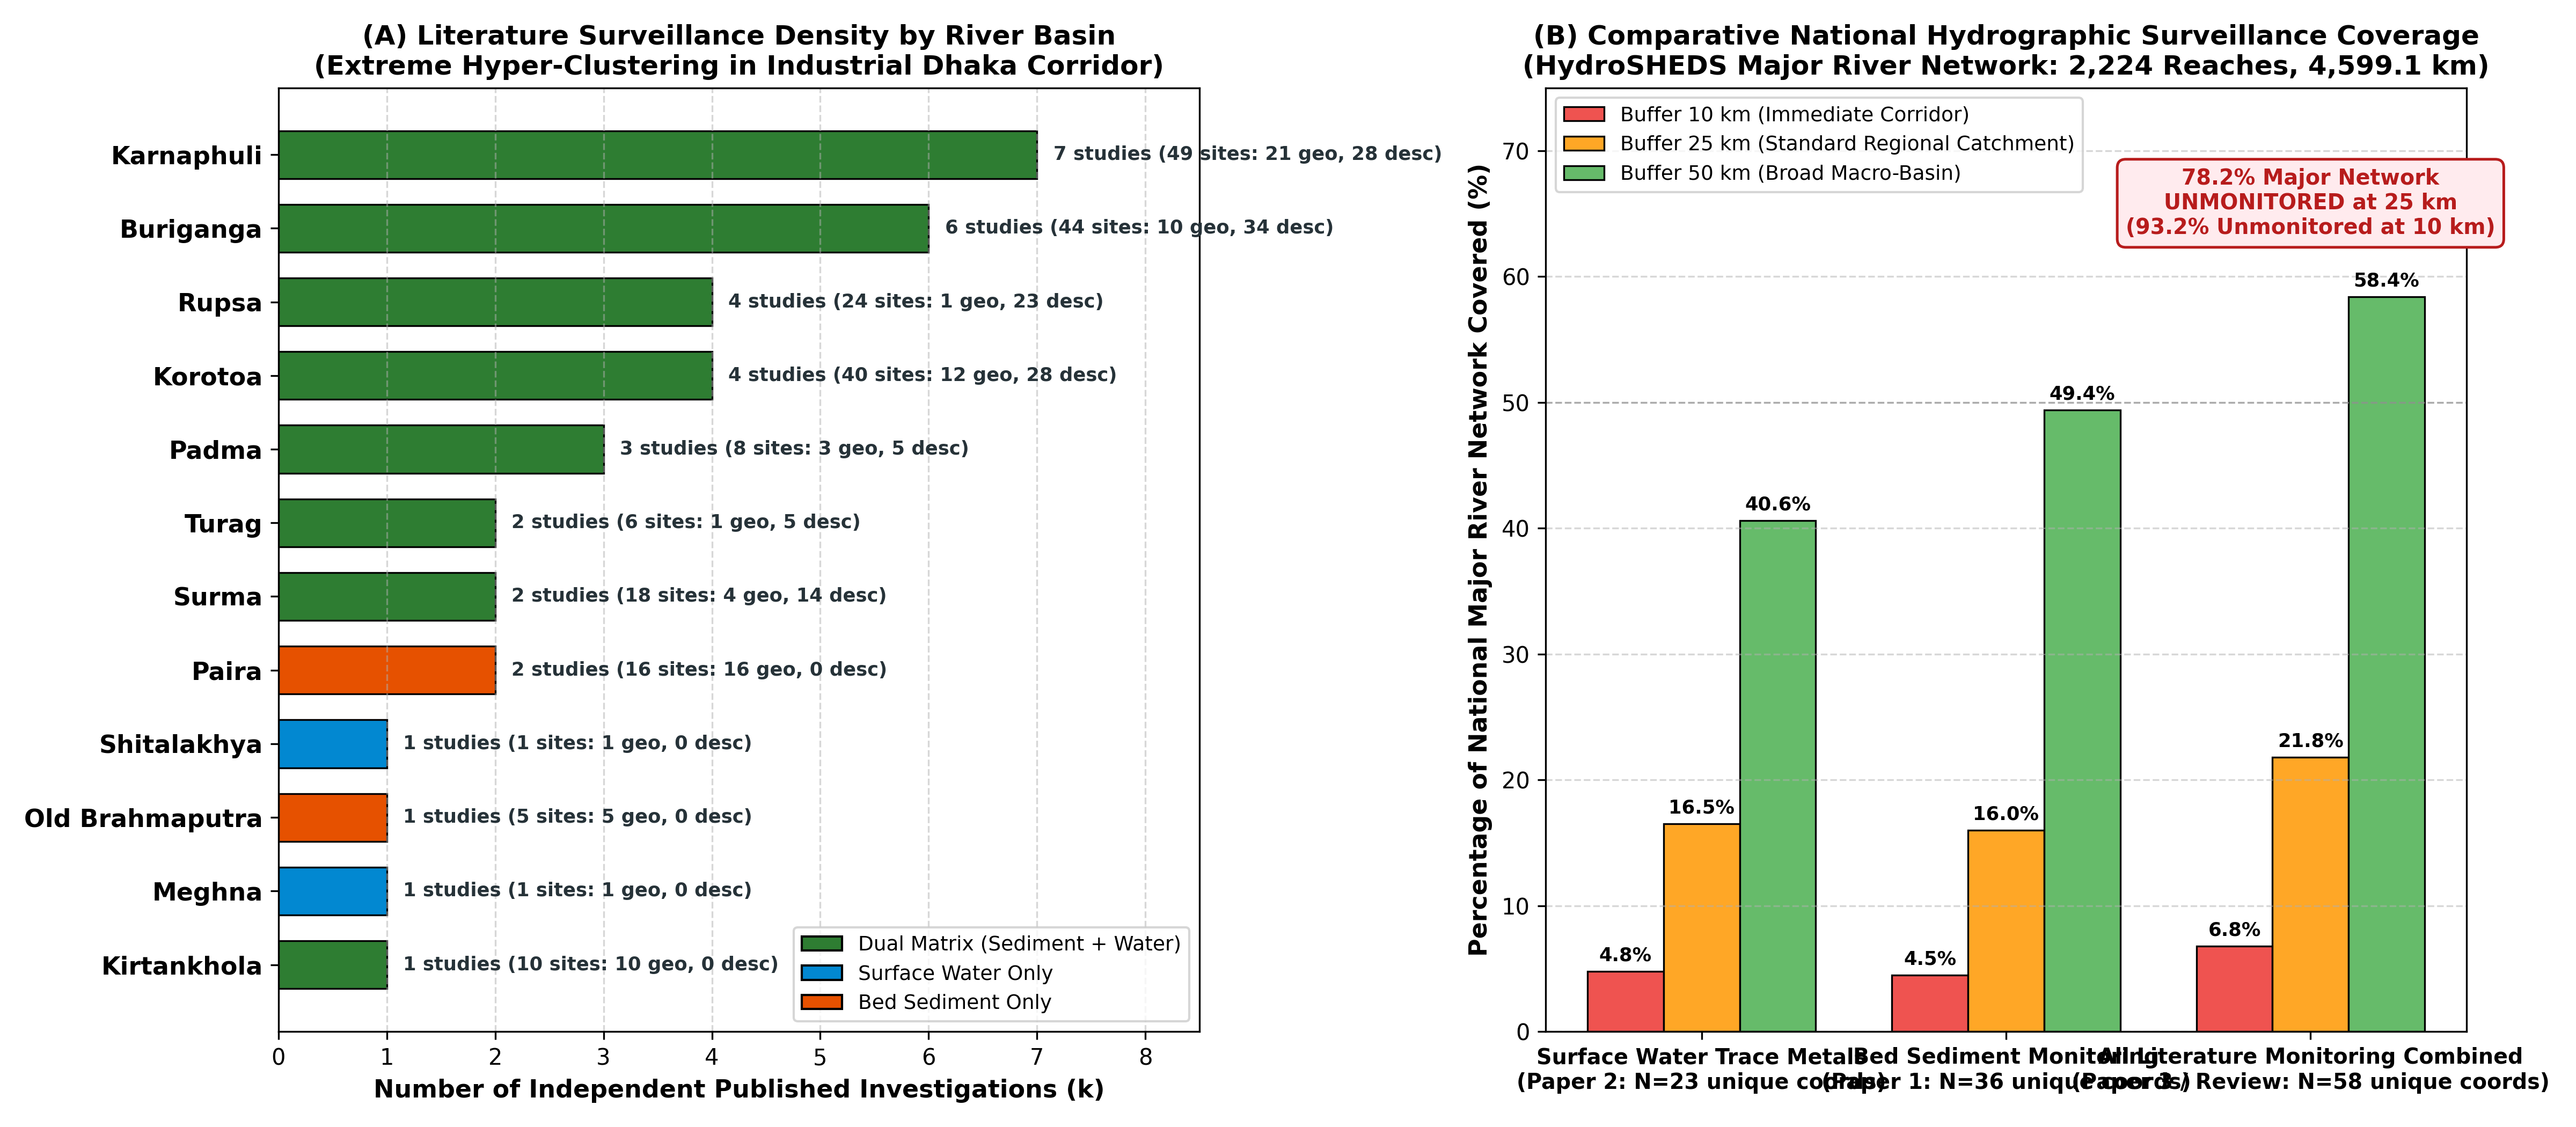 (A) Literature Surveillance Density by River Basin
(Extreme Hyper-Clustering in Industrial Dhaka Corridor)
Karnaphuli
7 studies (49 sites: 21 geo, 28 desc)
Buriganga
6 studies (44 sites: 10 geo, 34 desc)
Rupsa
4 studies (24 sites: 1 geo, 23 desc)
Korotoa
4 studies (40 sites: 12 geo, 28 desc)
Padma
3 studies (8 sites: 3 geo, 5 desc)
Turag
2 studies (6 sites: 1 geo, 5 desc)
Surma
2 studies (18 sites: 4 geo, 14 desc)
Paira
2 studies (16 sites: 16 geo, 0 desc)
Shitalakhya
1 studies (1 sites: 1 geo, 0 desc)
Old Brahmaputra
1 studies (5 sites: 5 geo, 0 desc)
Meghna
1 studies (1 sites: 1 geo, 0 desc)
Kirtankhola
1 studies (10 sites: 10 geo, 0 desc)
Dual Matrix (Sediment + Water)
Surface Water Only
Bed Sediment Only
0 1 2 3 4 5 6 7 8
Number of Independent Published Investigations (k)
(B) Comparative National Hydrographic Surveillance Coverage
(HydroSHEDS Major River Network: 2,224 Reaches, 4,599.1 km)
Buffer 10 km (Immediate Corridor)
Buffer 25 km (Standard Regional Catchment)
Buffer 50 km (Broad Macro-Basin)
78.2% Major Network
UNMONITORED at 25 km
(93.2% Unmonitored at 10 km)
Percentage of National Major River Network Covered (%)
70
60
50
40
30
20
10
0
4.8%
16.5%
40.6%
4.5%
16.0%
49.4%
6.8%
21.8%
58.4%
Surface Water Trace Metals
(Paper 2: N=23 unique coords)
Bed Sediment Monitoring
(Paper 1: N=36 unique coords)
All Literature Monitoring Combined
(Paper 3 / Review: N=58 unique coords)